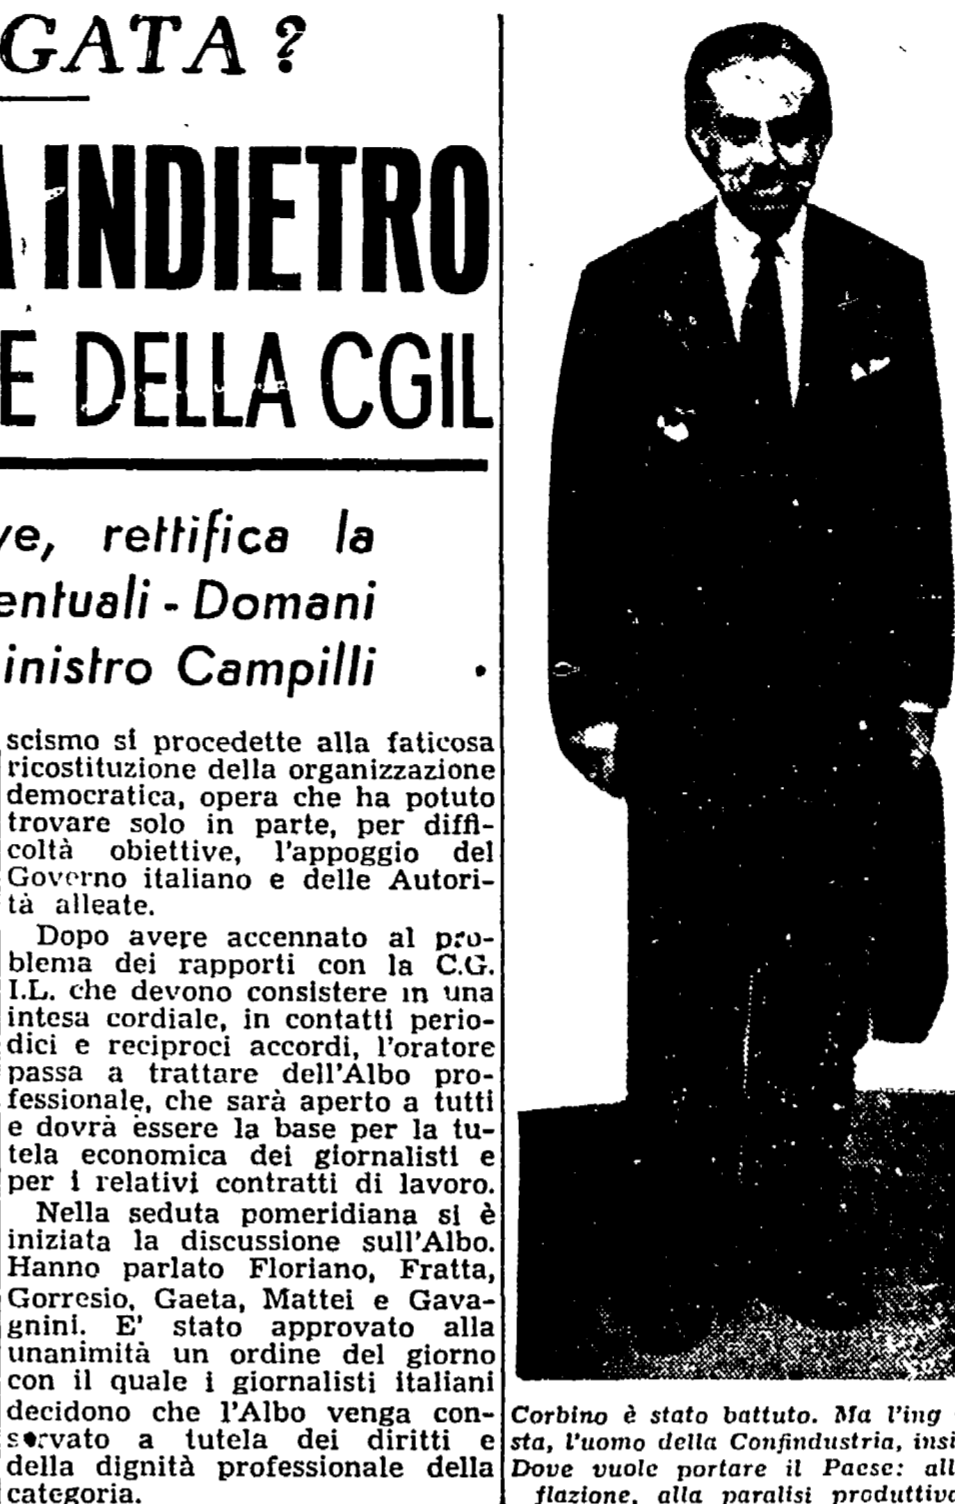 GATA ?
INDIETRO
E DELLA CGIL
ve, rettifica la
entuali - Domani
inistro Campilli
scismo si procedette alla faticosa
ricostituzione della organizzazione
democratica, opera che ha potuto
trovare solo in parte, per diffi-
coltà obiettive, l'appoggio del
Governo italiano e delle Autori-
tà alleate.
Dopo avere accennato al pro-
blema dei rapporti con la C.G.
I.L. che devono consistere in una
intesa cordiale, in contatti perio-
dici e reciproci accordi, l'oratore
passa a trattare dell'Albo pro-
fessionale, che sarà aperto a tutti
e dovrà essere la base per la tu-
tela economica dei giornalisti e
per i relativi contratti di lavoro.
Nella seduta pomeridiana si è
iniziata la discussione sull'Albo.
Hanno parlato Floriano, Fratta,
Gorresio, Gaeta, Mattei e Gava-
gnini. E' stato approvato alla
unanimità un ordine del giorno
con il quale i giornalisti italiani
decidono che l'Albo venga con-
servato a tutela dei diritti e
della dignità professionale della
categoria.
Corbino è stato battuto. Ma l'ing
sta, l'uomo della Confindustria, insi
Dove vuole portare il Paese: all
flazione, alla paralisi produttiva